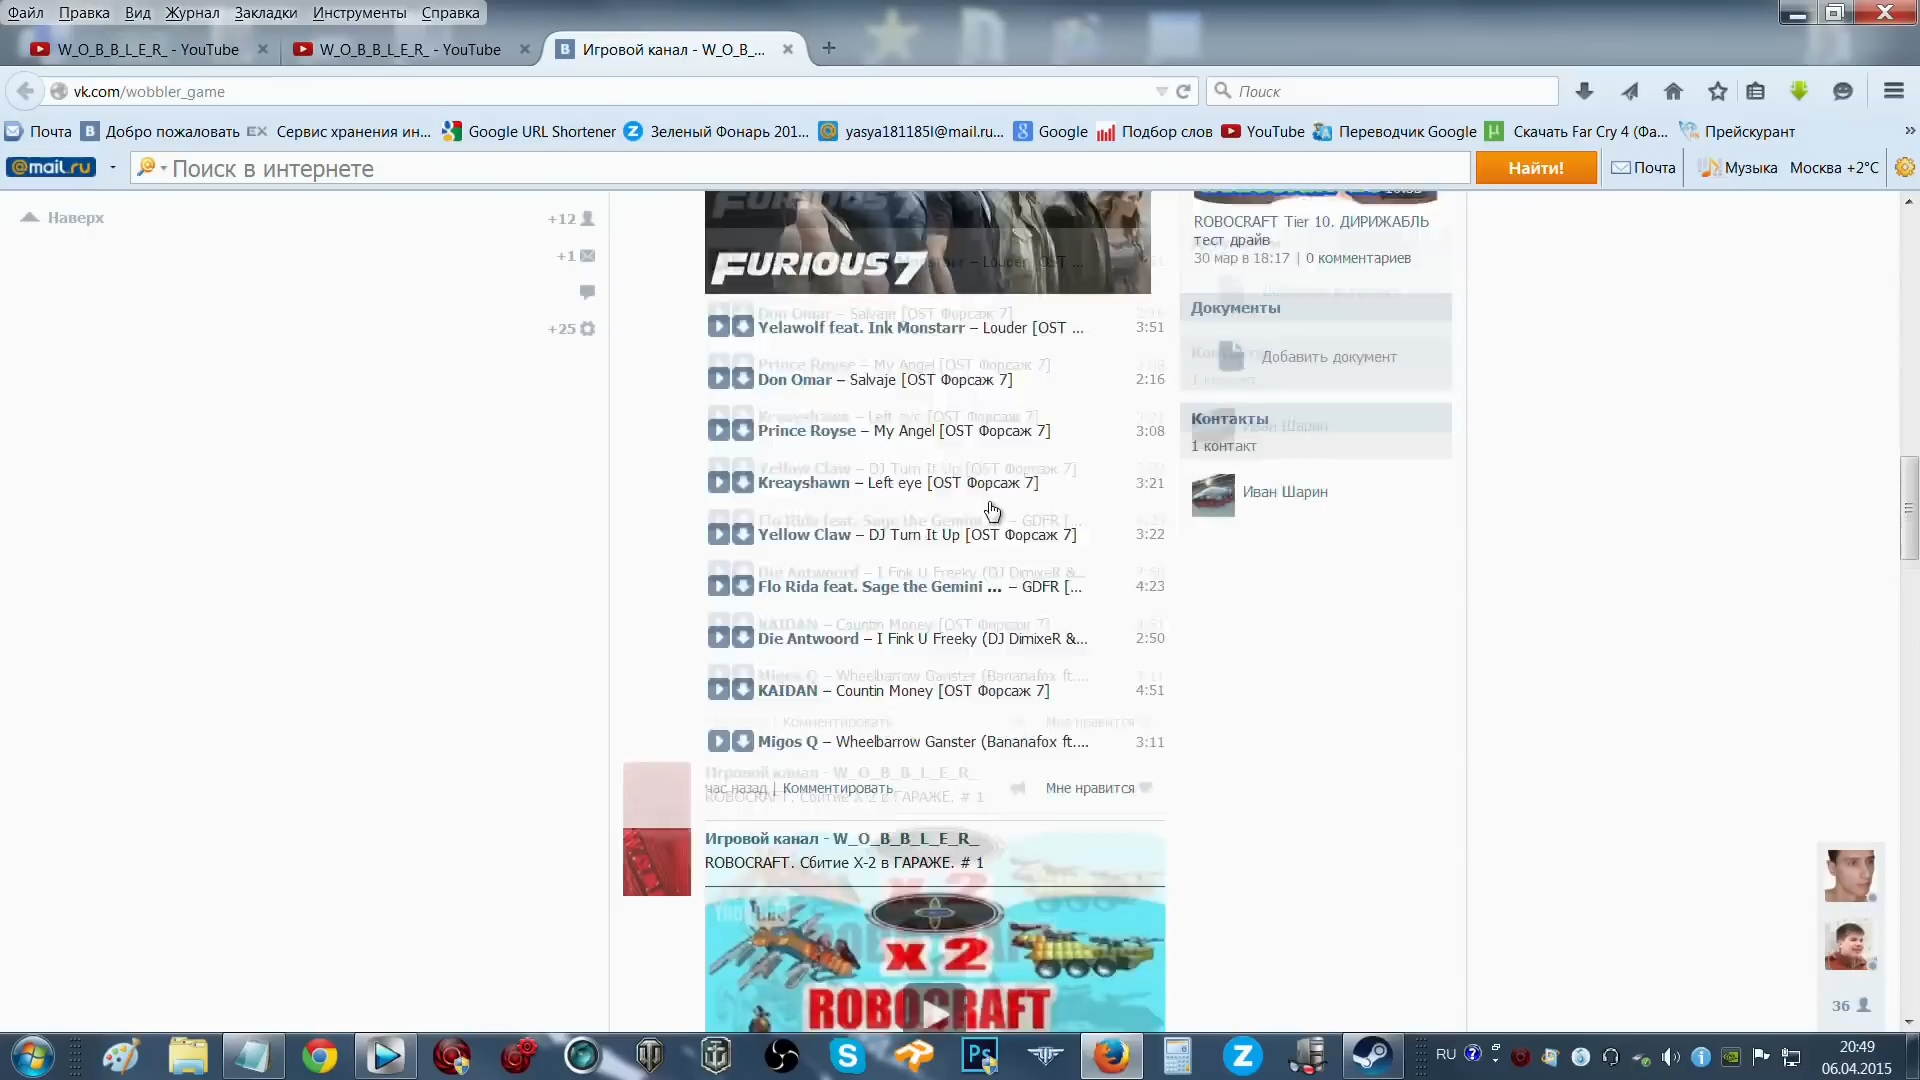 Файл Правка Вид Журнал Закладки Инструменты Справка
W_O_B_B_L_E_R_ - YouTube W_O_B_B_L_E_R_ - YouTube Игровой канал - W_O_B_...
vk.com/wobbler_game Поиск
Почта Добро пожаловать Сервис хранения ин... Google URL Shortener Зеленый Фонарь 201... yasya181185l@mail.ru... Google Подбор слов YouTube Переводчик Google Скачать Far Cry 4 (Фа... Прейскурант
@mail.ru Поиск в интернете Найти! Почта Музыка Москва +2°C
Наверх
+12
+1
+25
FURIOUS 7
Yelawolf feat. Ink Monstarr – Louder [OST ... 3:51
Don Omar – Salvaje [OST Форсаж 7] 2:16
Prince Royse – My Angel [OST Форсаж 7] 3:08
Kreayshawn – Left eye [OST Форсаж 7] 3:21
Yellow Claw – DJ Turn It Up [OST Форсаж 7] 3:22
Flo Rida feat. Sage the Gemini ... – GDFR [... 4:23
Die Antwoord – I Fink U Freeky (DJ DimixeR &... 2:50
KAIDAN – Countin Money [OST Форсаж 7] 4:51
Migos Q – Wheelbarrow Ganster (Bananafox ft.... 3:11
час назад | Комментировать Мне нравится
Игровой канал - W_O_B_B_L_E_R_
ROBOCRAFT. Сбитие X-2 в ГАРАЖЕ. # 1
x 2
ROBOCRAFT
ROBOCRAFT Tier 10. ДИРИЖАБЛЬ
тест драйв
30 мар в 18:17 | 0 комментариев
Документы
Добавить документ
Контакты
1 контакт
Иван Шарин
36
RU
20:49
06.04.2015